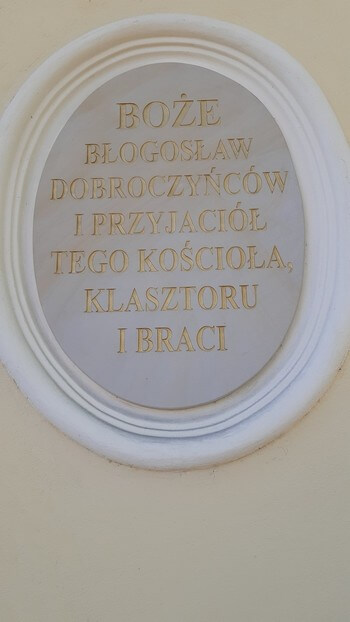 BOŻE
BŁOGOSŁAW
DOBROCZYŃCÓW
I PRZYJACIÓŁ
TEGO KOŚCIOŁA,
KLASZTORU
I BRACI